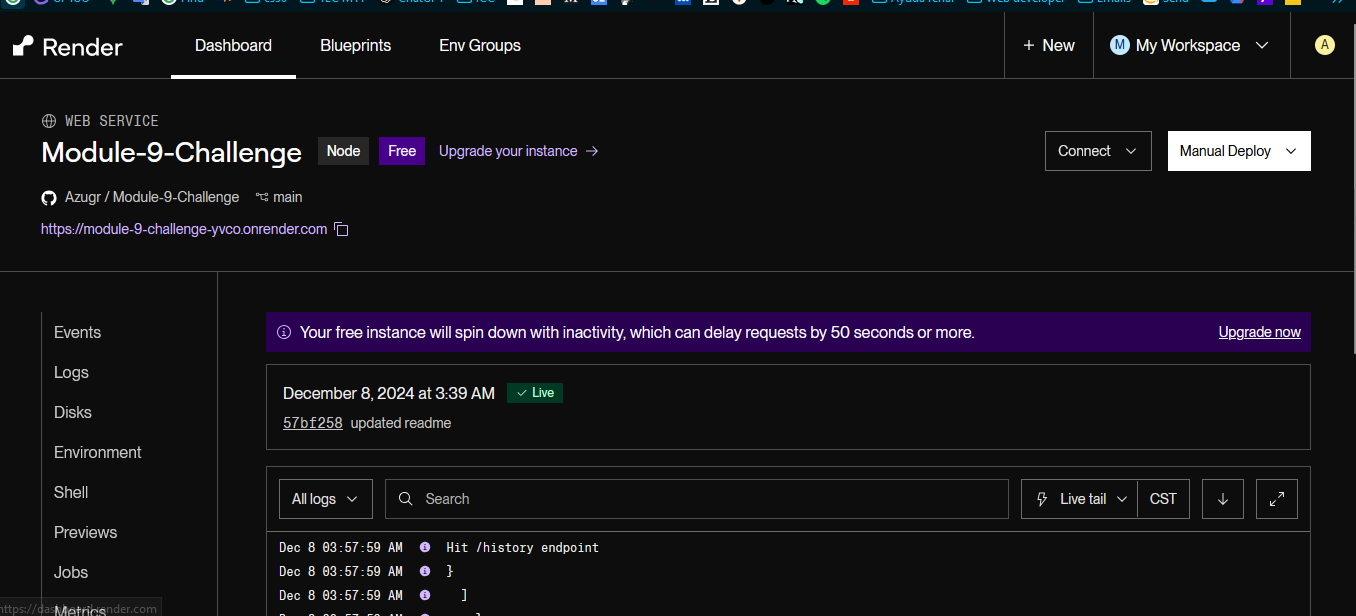 Render
Dashboard
Blueprints
Env Groups
+ New
M My Workspace
A
WEB SERVICE
Module-9-Challenge
Node
Free
Upgrade your instance →
Connect
Manual Deploy
Azugr / Module-9-Challenge
main
https://module-9-challenge-yvco.onrender.com
Events
Logs
Disks
Environment
Shell
Previews
Jobs
Metrics
Your free instance will spin down with inactivity, which can delay requests by 50 seconds or more.
Upgrade now
December 8, 2024 at 3:39 AM
Live
57bf258 updated readme
All logs
Search
Live tail
CST
Dec 8 03:57:59 AM Hit /history endpoint
Dec 8 03:57:59 AM }
Dec 8 03:57:59 AM ]
https://dashboard.render.com